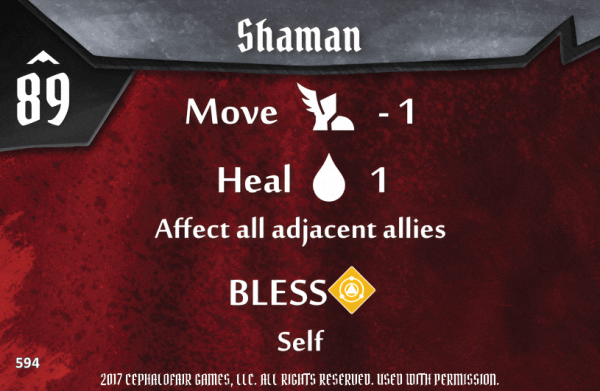 Shaman
89
Move - 1
Heal 1
Affect all adjacent allies
BLESS
Self
594
2017 CEPHALOFAIR GAMES, LLC. ALL RIGHTS RESERVED. USED WITH PERMISSION.